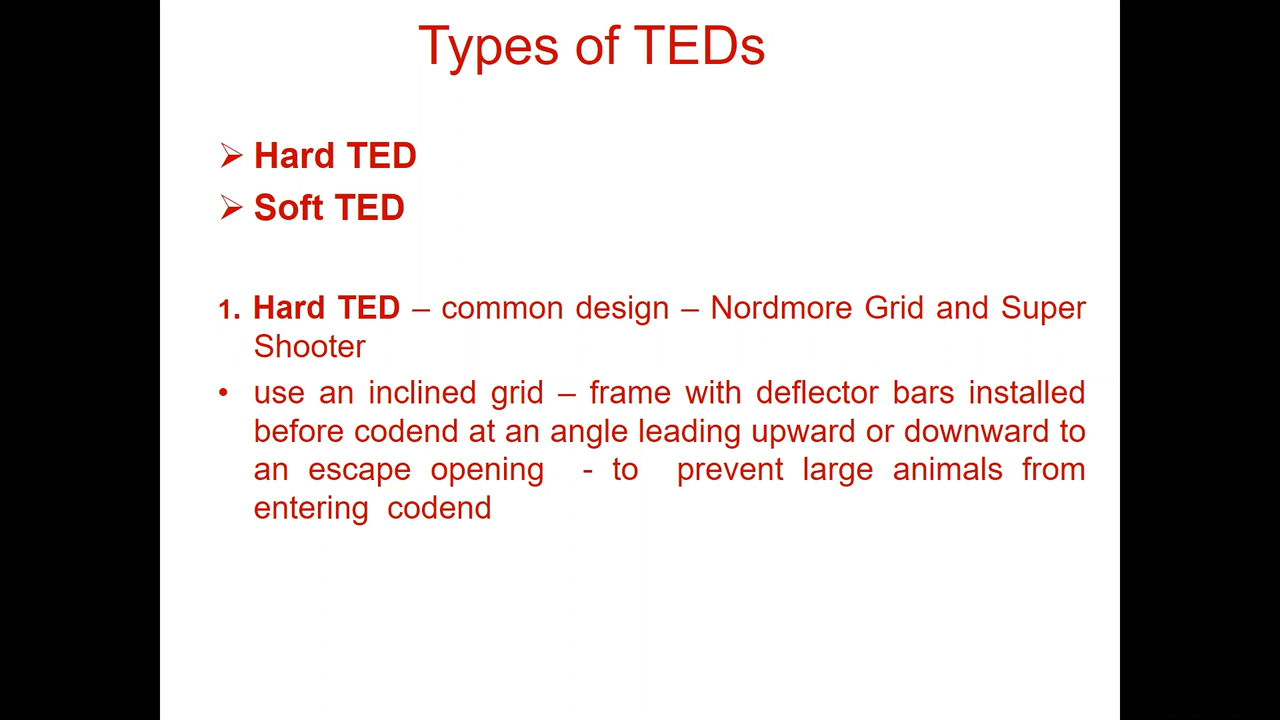 Types of TEDs
➢ Hard TED
➢ Soft TED
1. Hard TED – common design – Nordmore Grid and Super
Shooter
• use an inclined grid – frame with deflector bars installed
before codend at an angle leading upward or downward to
an escape opening - to prevent large animals from
entering codend